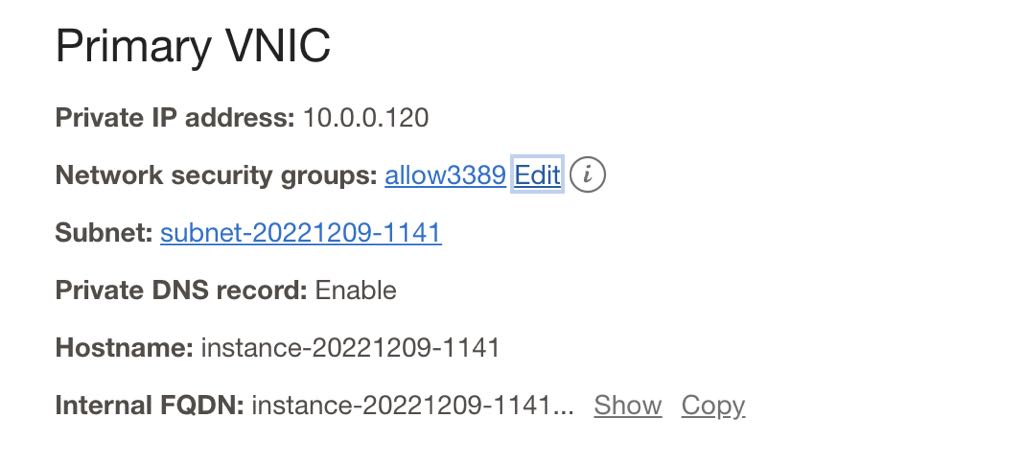 Primary VNIC
Private IP address: 10.0.0.120
Network security groups: allow3389 Edit i
Subnet: subnet-20221209-1141
Private DNS record: Enable
Hostname: instance-20221209-1141
Internal FQDN: instance-20221209-1141... Show Copy